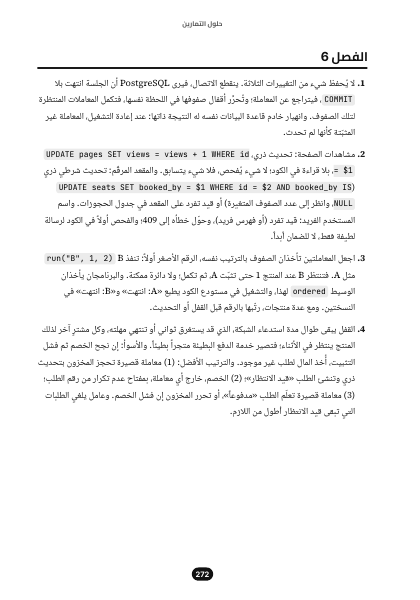 حلول التمارين
الفصل 6
1. لا يُحفظ شيء من التغييرات الثلاثة. ينقطع الاتصال، فيرى PostgreSQL أن الجلسة انتهت بلا
COMMIT، فيتراجع عن المعاملة؛ وتُحرَّر أقفال صفوفها في اللحظة نفسها، فتكمل المعاملات المنتظرة
لتلك الصفوف. وانهيار خادم قاعدة البيانات نفسه له النتيجة ذاتها: عند إعادة التشغيل، المعاملة غير
المثبّتة كأنها لم تحدث.
2. مشاهدات الصفحة: تحديث ذري، UPDATE pages SET views = views + 1 WHERE id
= $1، بلا قراءة في الكود؛ لا شيء يُفحص، فلا شيء يتسابق. والمقعد المرقّم: تحديث شرطي ذري
(UPDATE seats SET booked_by = $1 WHERE id = $2 AND booked_by IS
NULL، وانظر إلى عدد الصفوف المتغيرة) أو قيد تفرد على المقعد في جدول الحجوزات. واسم
المستخدم الفريد: قيد تفرد (أو فهرس فريد)، وحوّل خطأه إلى 409؛ والفحص أولاً في الكود لرسالة
لطيفة فقط، لا للضمان أبداً.
3. اجعل المعاملتين تأخذان الصفوف بالترتيب نفسه، الرقم الأصغر أولاً: تنفذ B run("B", 1, 2)
مثل A. فتنتظر B عند المنتج 1 حتى تثبّت A، ثم تكمل؛ ولا دائرة ممكنة. والبرنامجان يأخذان
الوسيط ordered لهذا، والتشغيل في مستودع الكود يطبع «A: انتهت» و«B: انتهت» في
النسختين. ومع عدة منتجات، رتّبها بالرقم قبل القفل أو التحديث.
4. القفل يبقى طوال مدة استدعاء الشبكة، الذي قد يستغرق ثواني أو تنتهي مهلته، وكل مشترٍ آخر لذلك
المنتج ينتظر في الأثناء؛ فتصير خدمة الدفع البطيئة متجراً بطيئاً. والأسوأ: إن نجح الخصم ثم فشل
التثبيت، أُخذ المال لطلب غير موجود. والترتيب الأفضل: (1) معاملة قصيرة تحجز المخزون بتحديث
ذري وتنشئ الطلب «قيد الانتظار»؛ (2) الخصم، خارج أي معاملة، بمفتاح عدم تكرار من رقم الطلب؛
(3) معاملة قصيرة تعلّم الطلب «مدفوعاً»، أو تحرر المخزون إن فشل الخصم. وعامل يلغي الطلبات
التي تبقى قيد الانتظار أطول من اللازم.
272